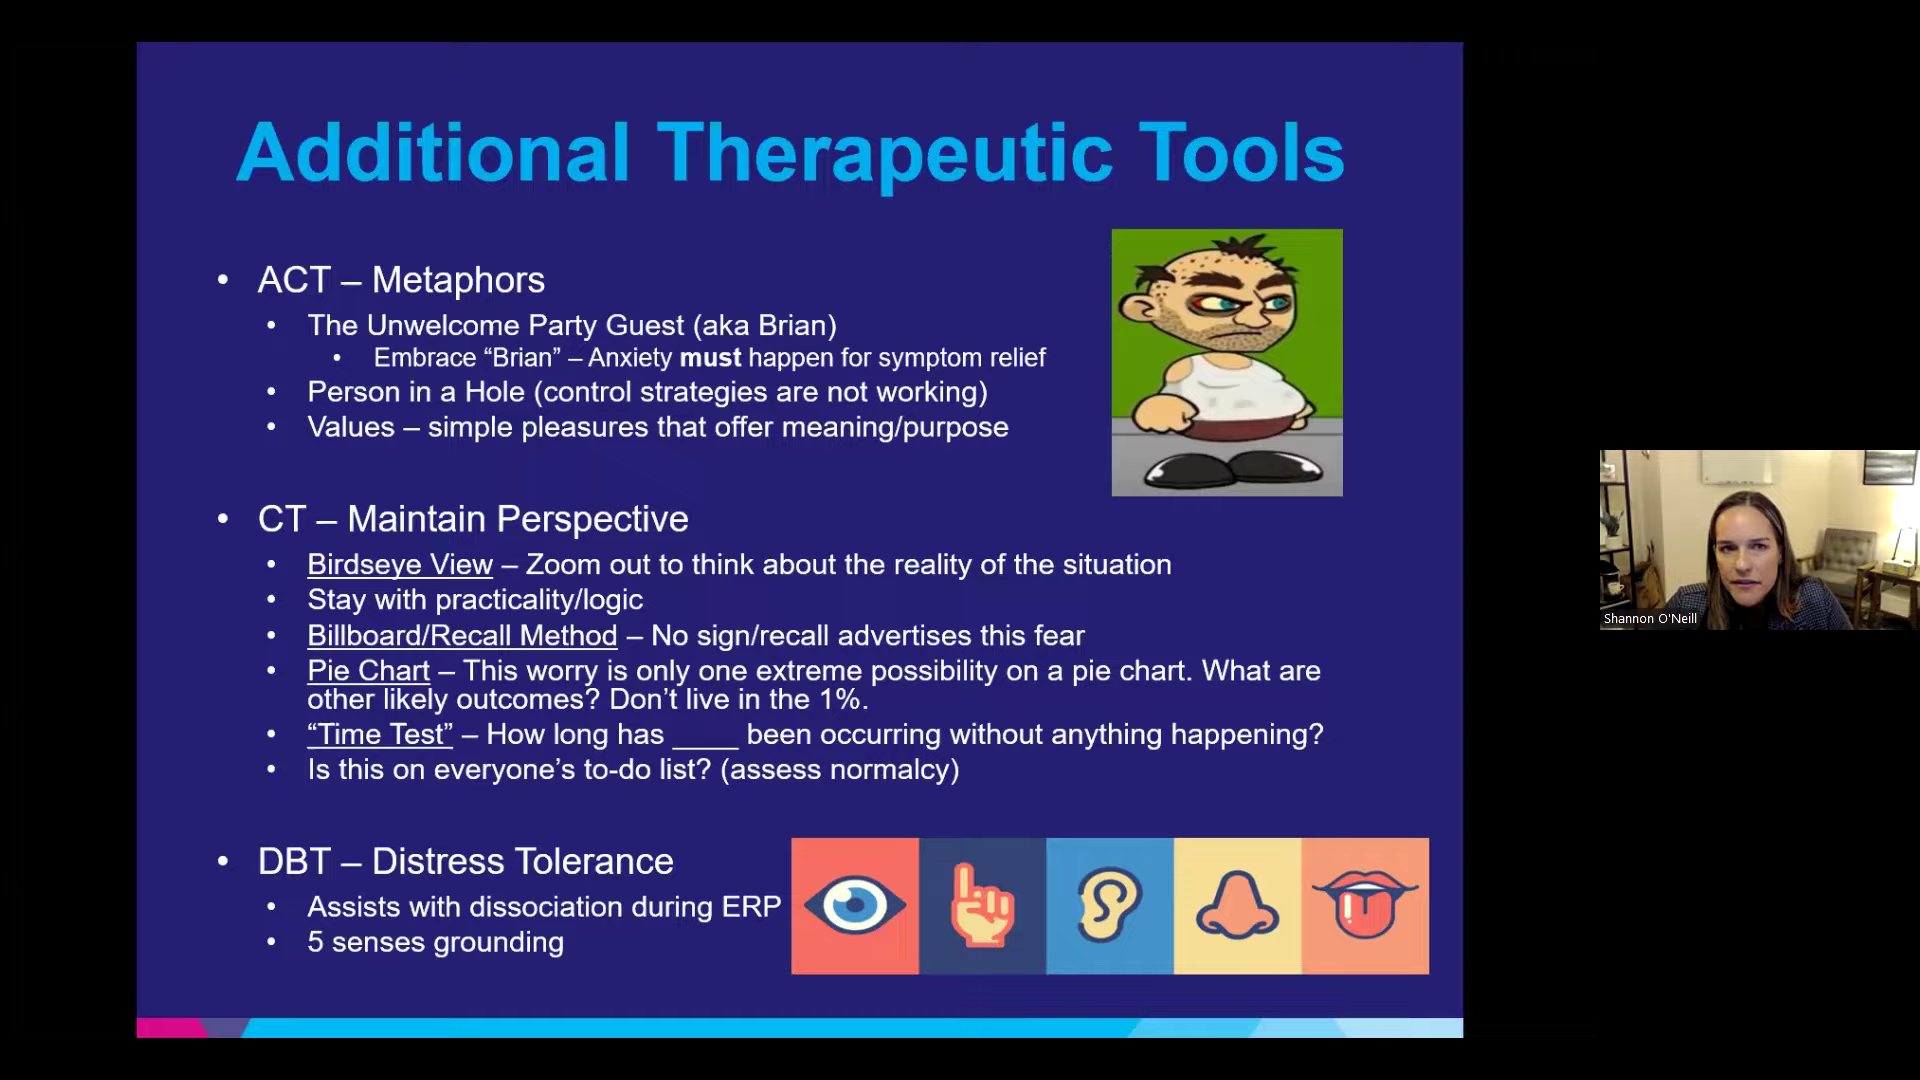 Additional Therapeutic Tools
• ACT – Metaphors
• The Unwelcome Party Guest (aka Brian)
• Embrace “Brian” – Anxiety must happen for symptom relief
• Person in a Hole (control strategies are not working)
• Values – simple pleasures that offer meaning/purpose
• CT – Maintain Perspective
• Birdseye View – Zoom out to think about the reality of the situation
• Stay with practicality/logic
• Billboard/Recall Method – No sign/recall advertises this fear
• Pie Chart – This worry is only one extreme possibility on a pie chart. What are
other likely outcomes? Don’t live in the 1%.
• “Time Test” – How long has ____ been occurring without anything happening?
• Is this on everyone’s to-do list? (assess normalcy)
• DBT – Distress Tolerance
• Assists with dissociation during ERP
• 5 senses grounding
Shannon O'Neill